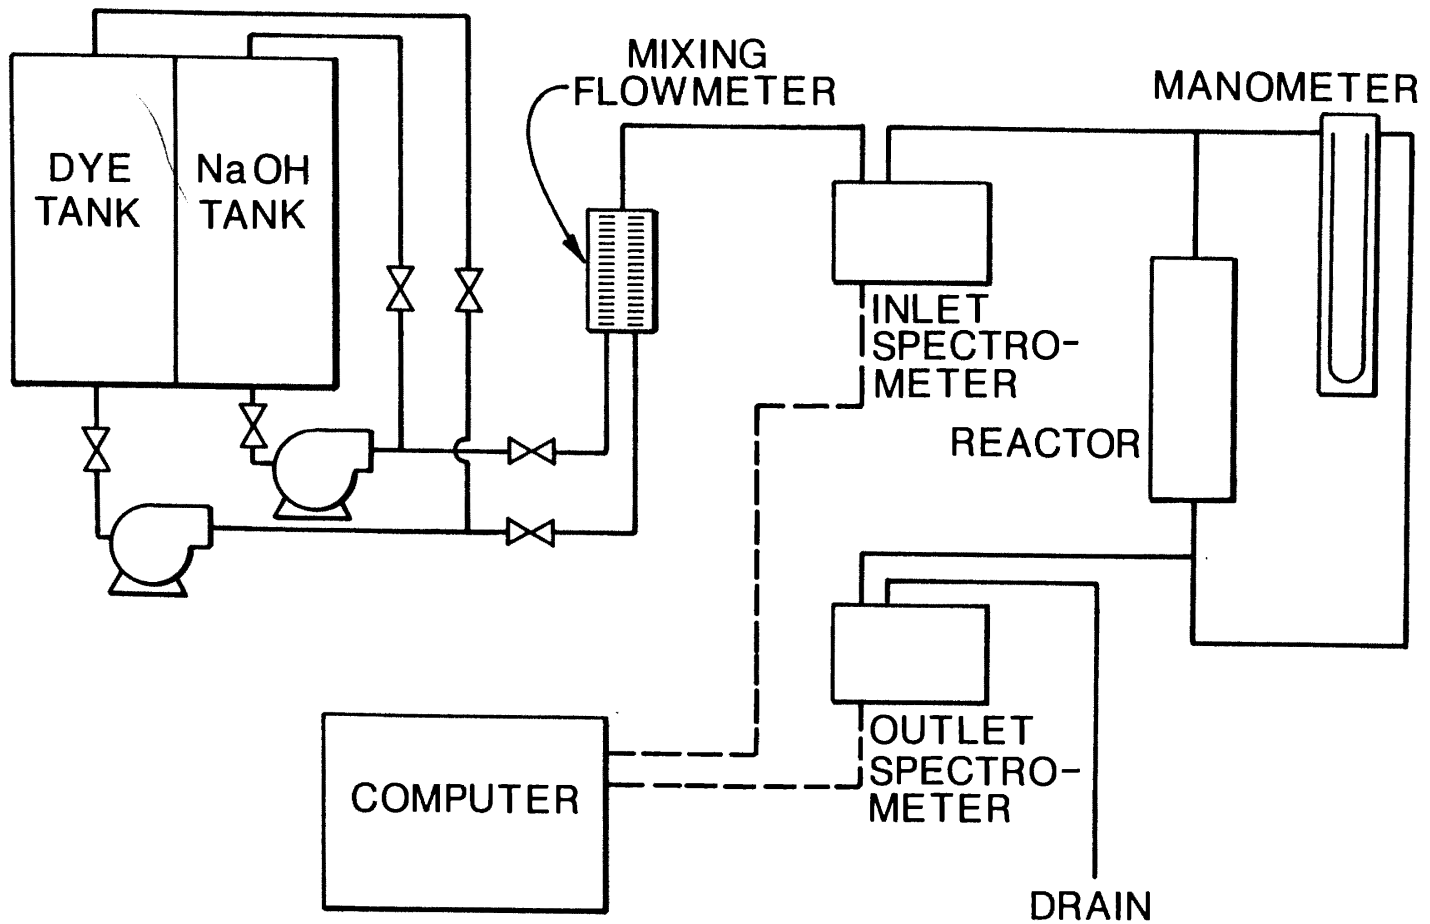 MIXING
FLOWMETER
MANOMETER
DYE
TANK
NaOH
TANK
INLET
SPECTRO-
METER
REACTOR
OUTLET
SPECTRO-
METER
COMPUTER
DRAIN